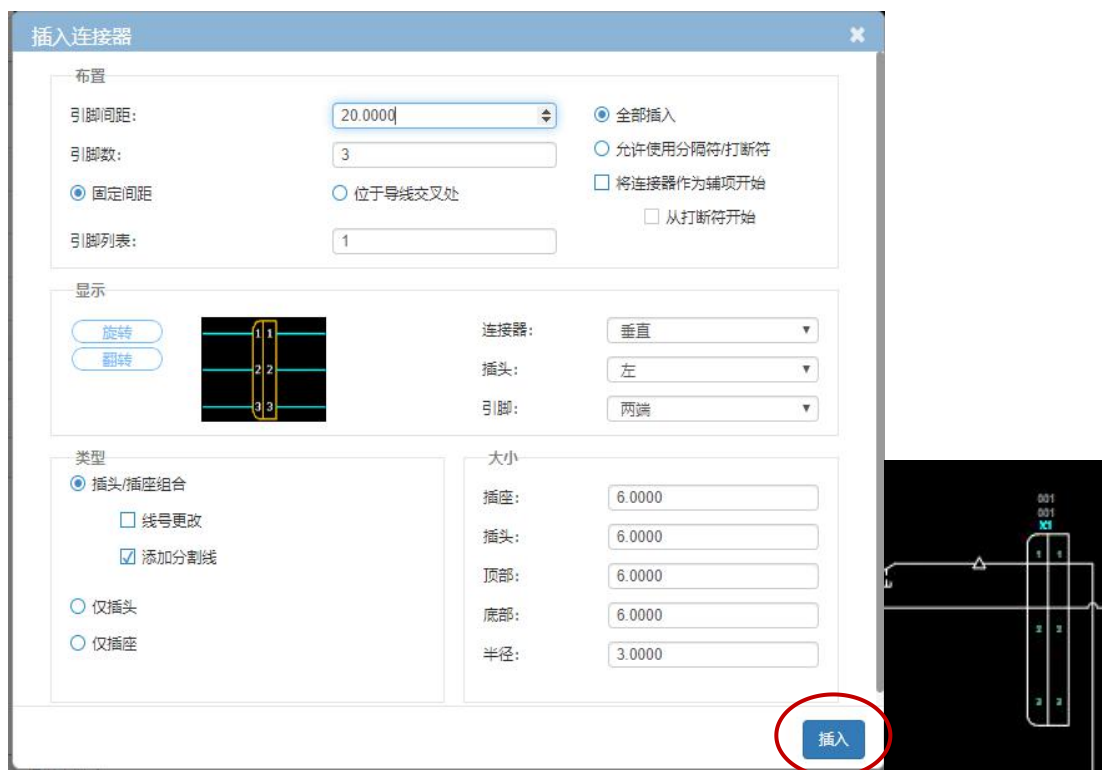 插入连接器
布置
引脚间距: 20.0000 全部插入
引脚数: 3 允许使用分隔符/打断符
固定间距 位于导线交叉处 将连接器作为辅项开始
从打断符开始
引脚列表: 1
显示
旋转
翻转
1 1
2 2
3 3
连接器: 垂直
插头: 左
引脚: 两端
类型
插头/插座组合
线号更改
添加分割线
仅插头
仅插座
大小
插座: 6.0000
插头: 6.0000
顶部: 6.0000
底部: 6.0000
半径: 3.0000
插入
001
001
X1
1 1
2 2
3 3